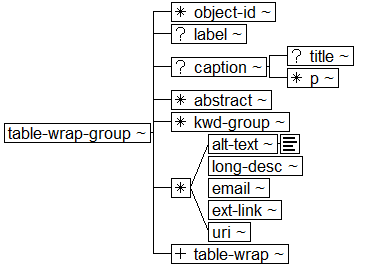 * object-id ~
? label ~
? caption ~
? title ~
* p ~
* abstract ~
* kwd-group ~
table-wrap-group ~
*
alt-text ~
long-desc ~
email ~
ext-link ~
uri ~
+ table-wrap ~